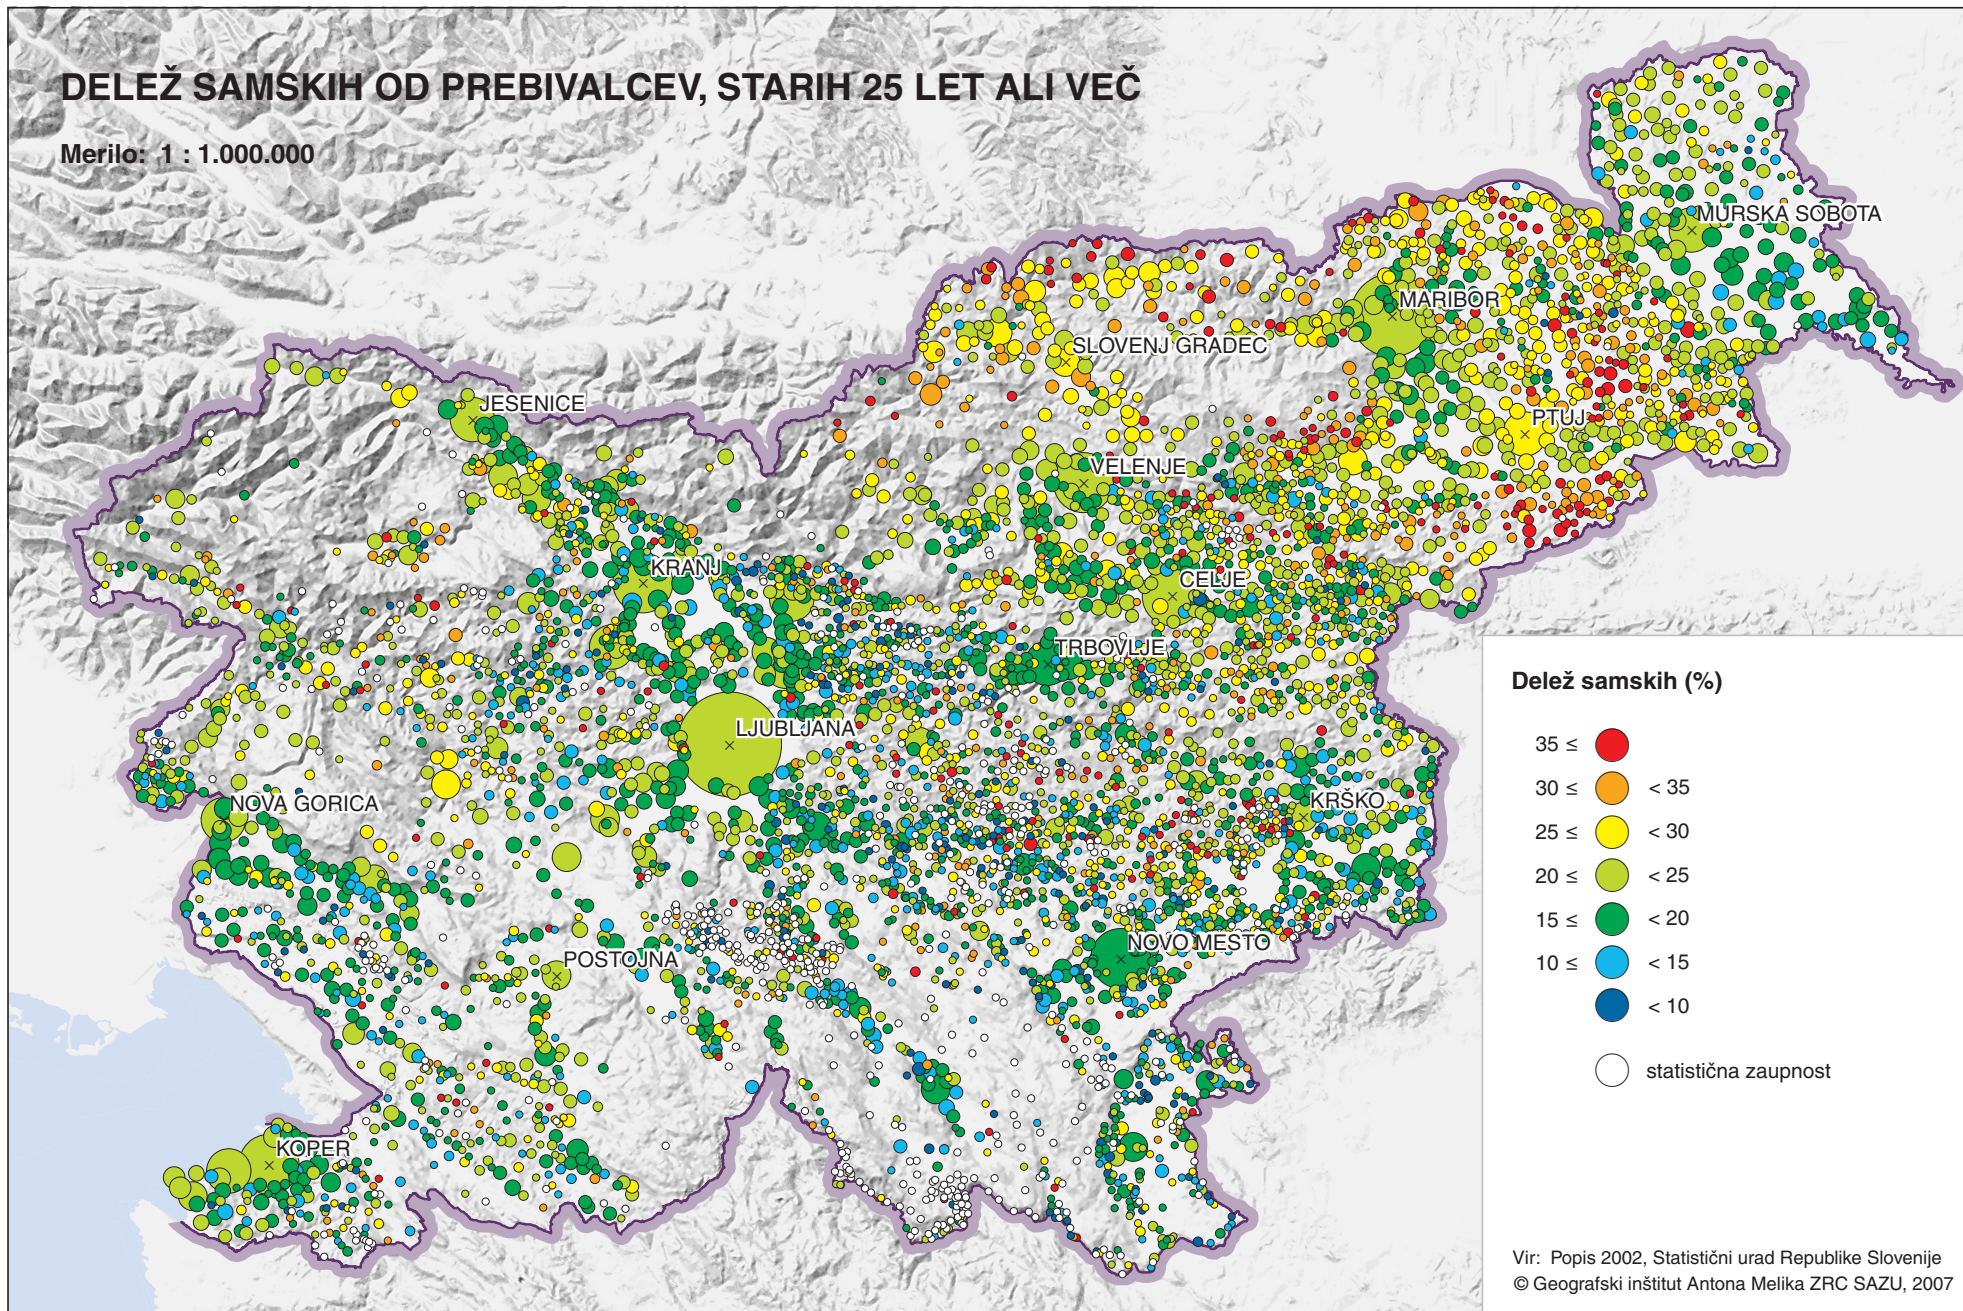 DELEŽ SAMSKIH OD PREBIVALCEV, STARIH 25 LET ALI VEČ
Merilo: 1 : 1.000.000
MURSKA SOBOTA
MARIBOR
SLOVENJ GRADEC
JESENICE
PTUJ
VELENJE
KRANJ
CELJE
TRBOVLJE
LJUBLJANA
NOVA GORICA
KRŠKO
NOVO MESTO
POSTOJNA
KOPER
Delež samskih (%)
35 ≤
30 ≤ < 35
25 ≤ < 30
20 ≤ < 25
15 ≤ < 20
10 ≤ < 15
< 10
statistična zaupnost
Vir: Popis 2002, Statistični urad Republike Slovenije
© Geografski inštitut Antona Melika ZRC SAZU, 2007